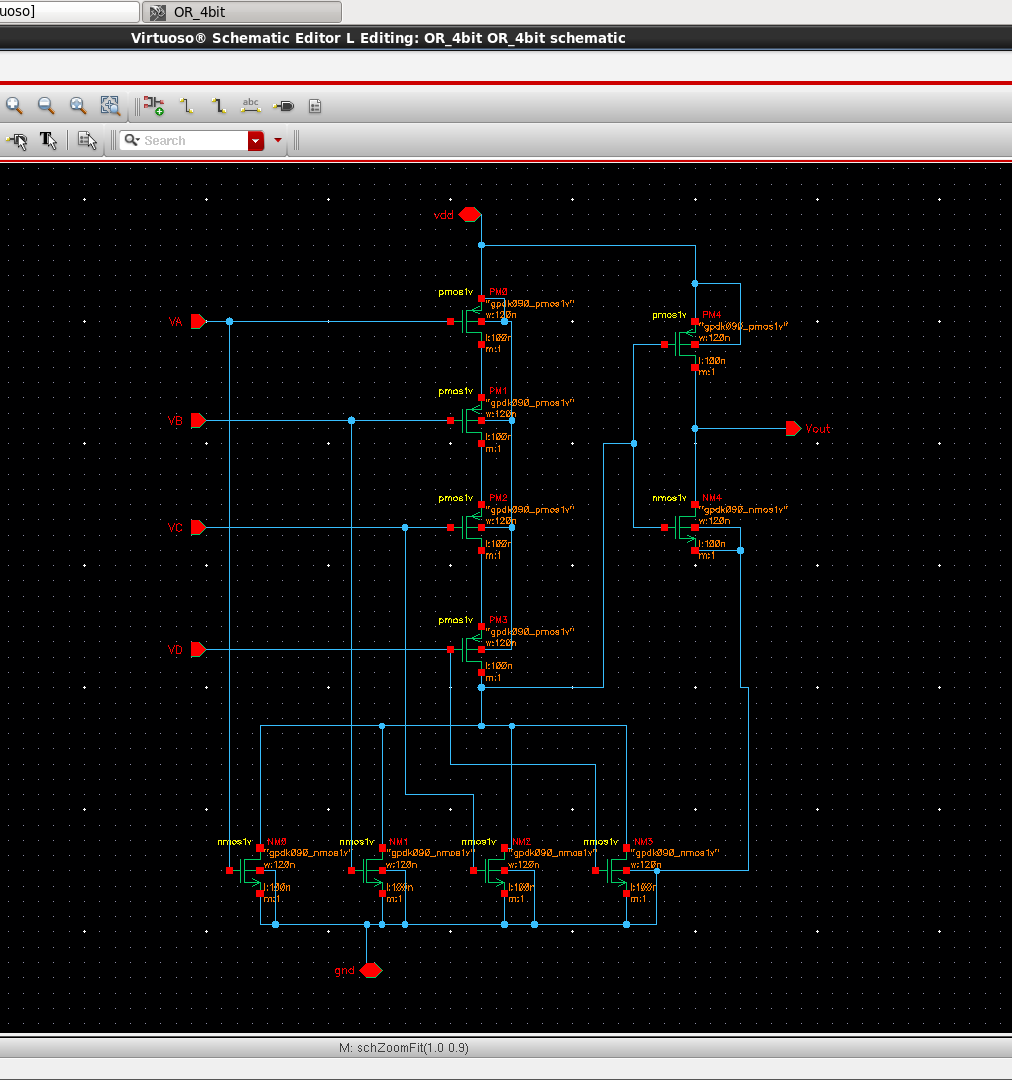 uoso]
OR_4bit
Virtuoso® Schematic Editor L Editing: OR_4bit OR_4bit schematic
abc
T
Search
vdd
pmos1v PM0
"gpdk090_pmos1v"
w:120n
l:100n
m:1
VA
pmos1v PM4
"gpdk090_pmos1v"
w:120n
l:100n
m:1
pmos1v PM1
"gpdk090_pmos1v"
w:120n
l:100n
m:1
VB
Vout
pmos1v PM2
"gpdk090_pmos1v"
w:120n
l:100n
m:1
VC
nmos1v NM4
"gpdk090_nmos1v"
w:120n
l:100n
m:1
pmos1v PM3
"gpdk090_pmos1v"
w:120n
l:100n
m:1
VD
nmos1v NM0
"gpdk090_nmos1v"
w:120n
l:100n
m:1
nmos1v NM1
"gpdk090_nmos1v"
w:120n
l:100n
m:1
nmos1v NM2
"gpdk090_nmos1v"
w:120n
l:100n
m:1
nmos1v NM3
"gpdk090_nmos1v"
w:120n
l:100n
m:1
gnd
M: schZoomFit(1.0 0.9)